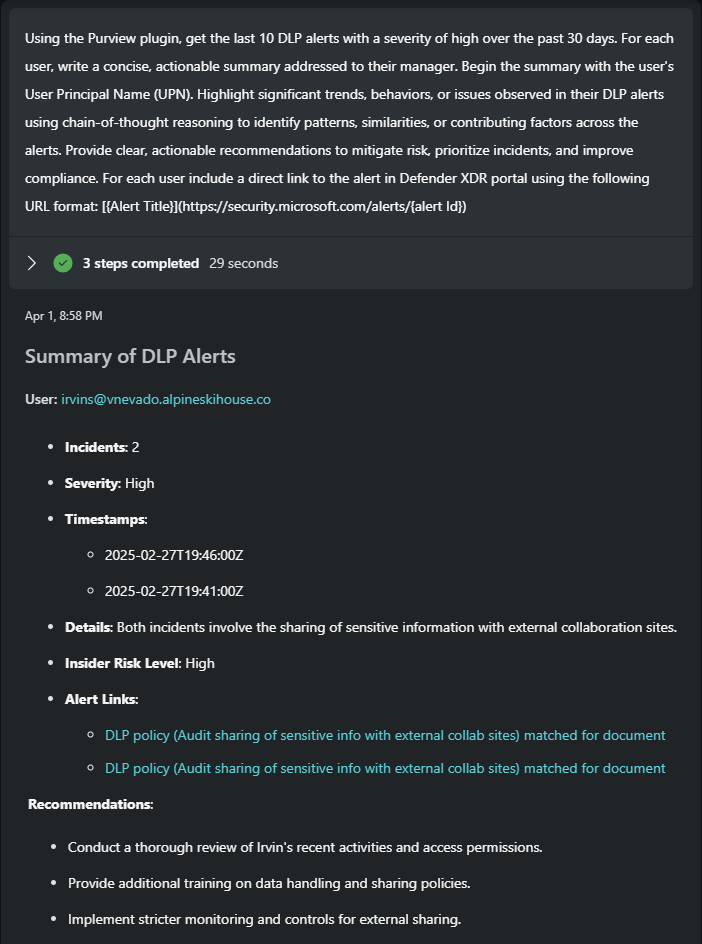 Using the Purview plugin, get the last 10 DLP alerts with a severity of high over the past 30 days. For each
user, write a concise, actionable summary addressed to their manager. Begin the summary with the user's
User Principal Name (UPN). Highlight significant trends, behaviors, or issues observed in their DLP alerts
using chain-of-thought reasoning to identify patterns, similarities, or contributing factors across the
alerts. Provide clear, actionable recommendations to mitigate risk, prioritize incidents, and improve
compliance. For each user include a direct link to the alert in Defender XDR portal using the following
URL format: [{Alert Title}](https://security.microsoft.com/alerts/{alert Id})
3 steps completed 29 seconds
Apr 1, 8:58 PM
Summary of DLP Alerts
User: irvins@vnevado.alpineskihouse.co
• Incidents: 2
• Severity: High
• Timestamps:
○ 2025-02-27T19:46:00Z
○ 2025-02-27T19:41:00Z
• Details: Both incidents involve the sharing of sensitive information with external collaboration sites.
• Insider Risk Level: High
• Alert Links:
○ DLP policy (Audit sharing of sensitive info with external collab sites) matched for document
○ DLP policy (Audit sharing of sensitive info with external collab sites) matched for document
Recommendations:
• Conduct a thorough review of Irvin's recent activities and access permissions.
• Provide additional training on data handling and sharing policies.
• Implement stricter monitoring and controls for external sharing.